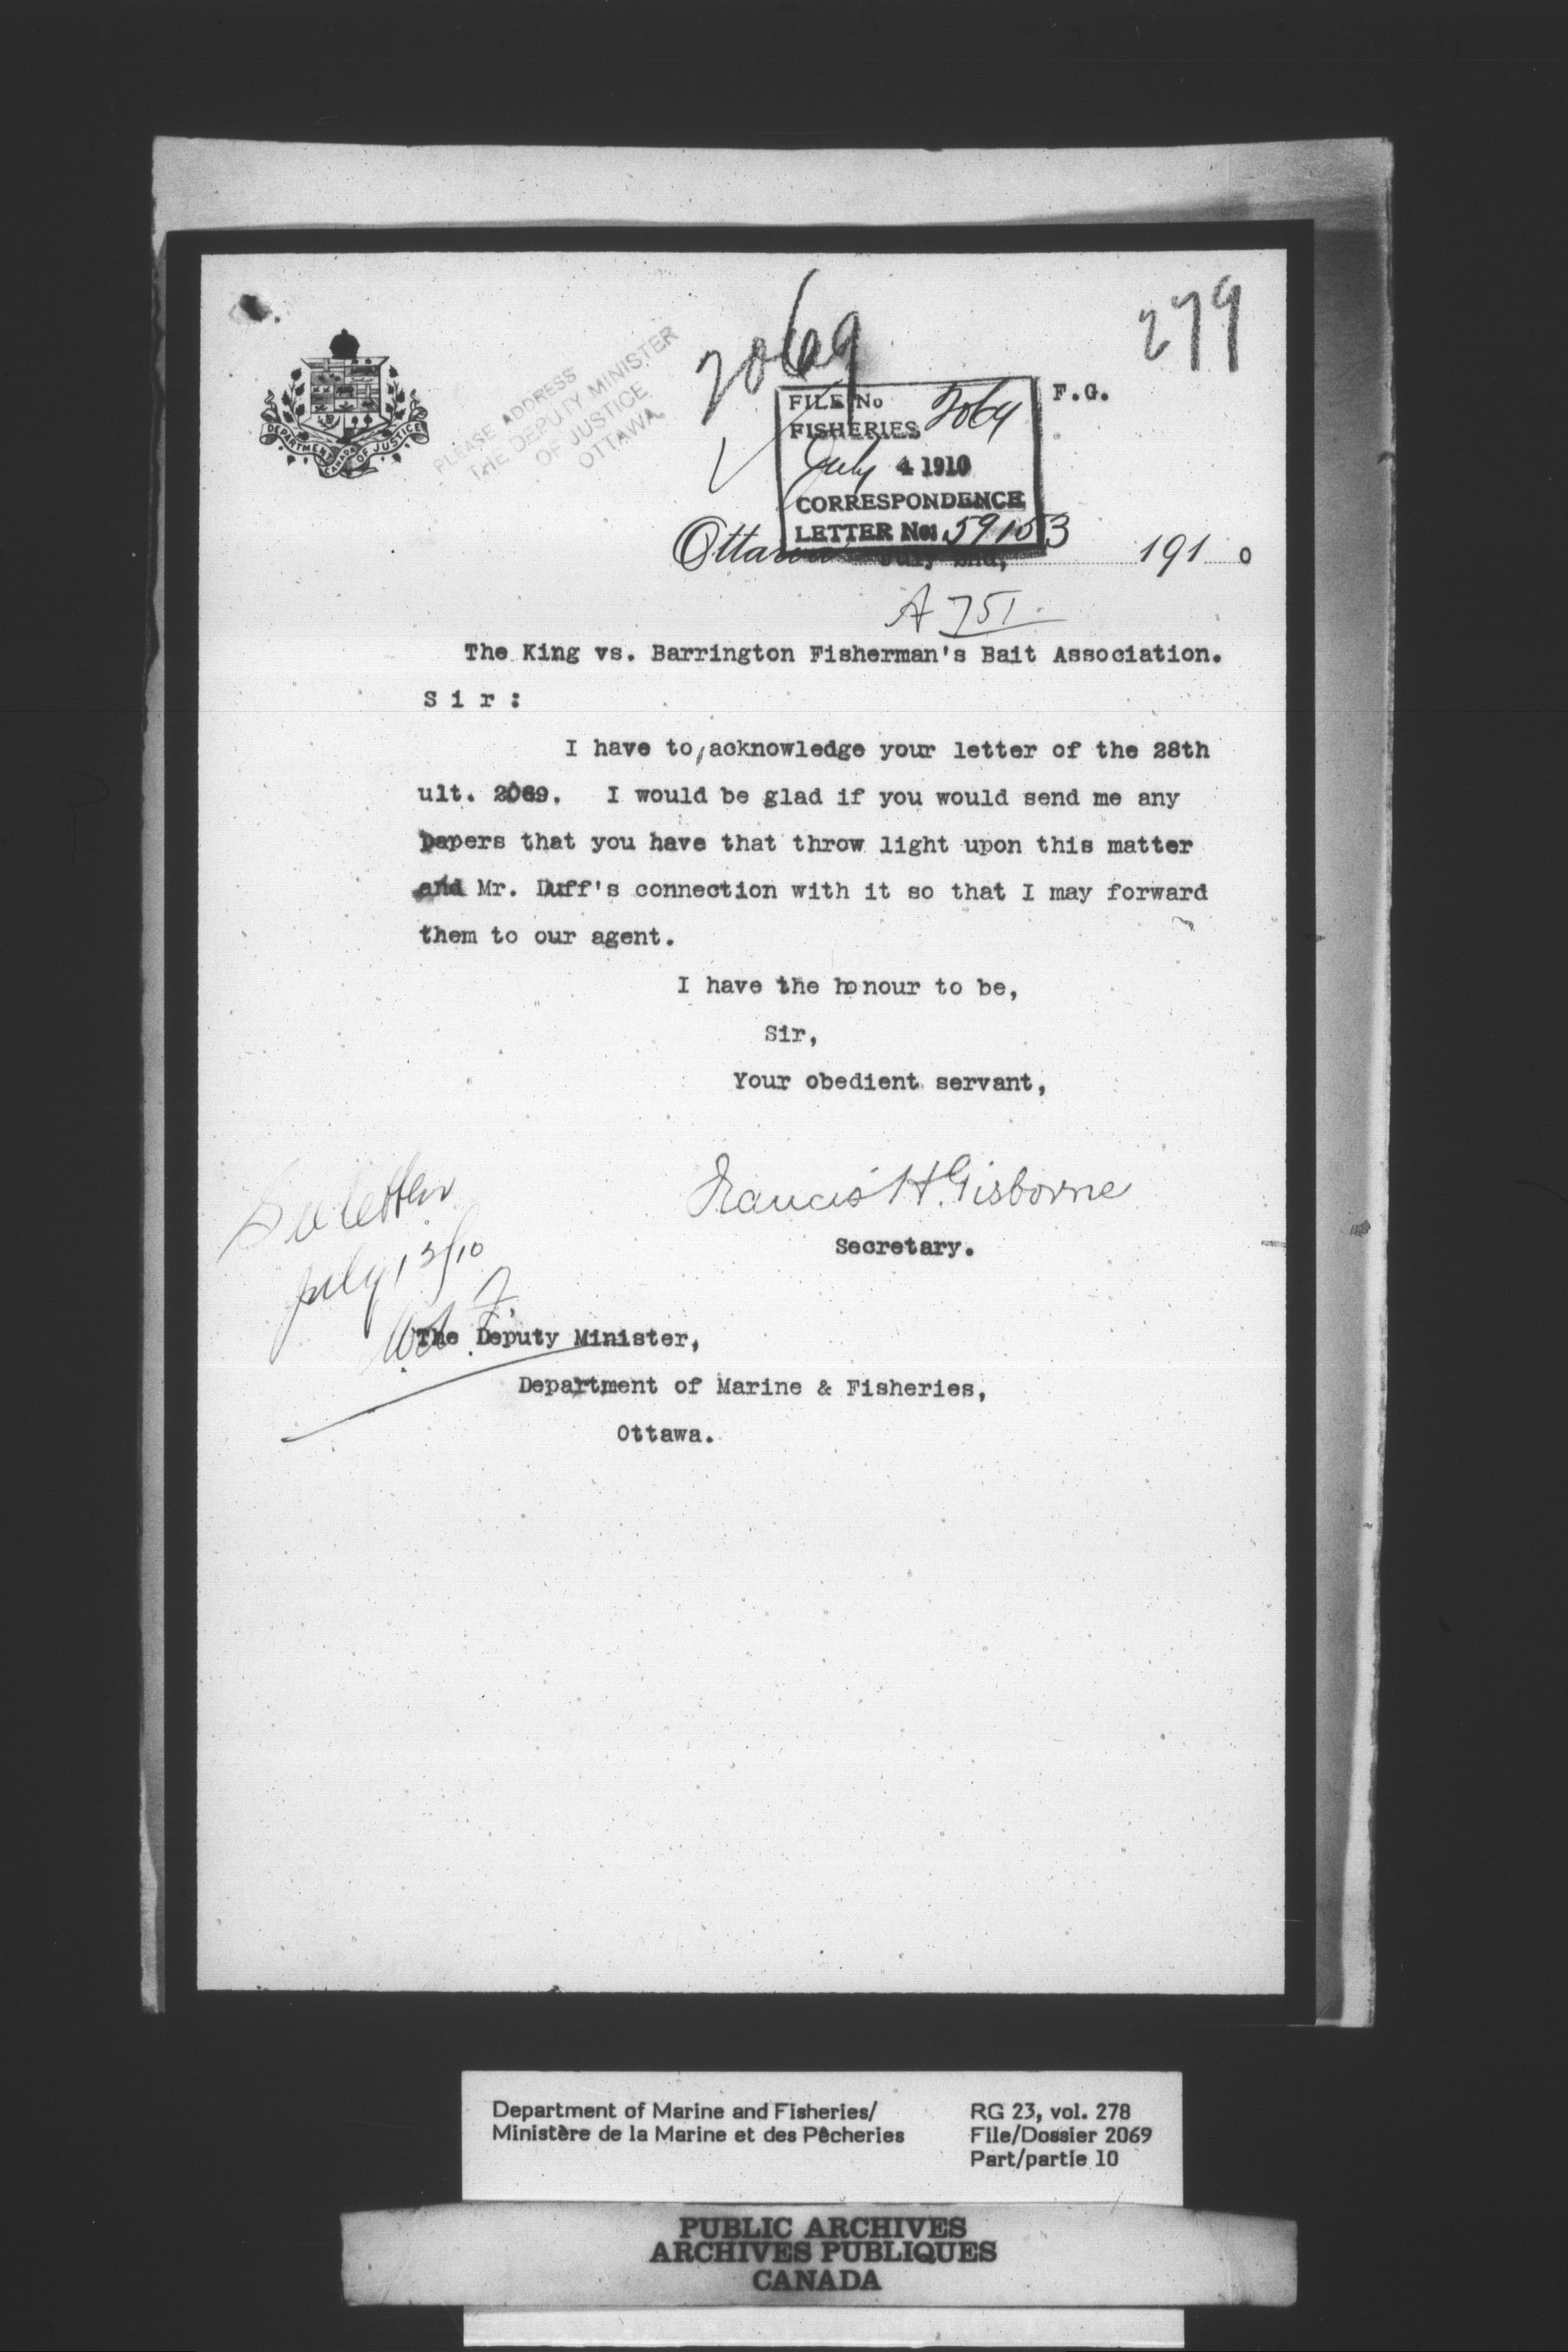 279
2069
DEPARTMENT OF JUSTICE
CANADA
PLEASE ADDRESS
THE DEPUTY MINISTER
OF JUSTICE
OTTAWA
F.G.
FILE No
FISHERIES 2069
July 4 1910
CORRESPONDENCE
LETTER No: 59153
Ottawa July 2nd, 1910
A 751.
The King vs. Barrington Fisherman's Bait Association.
Sir:
I have to acknowledge your letter of the 28th
ult. 2069. I would be glad if you would send me any
papers that you have that throw light upon this matter
and Mr. Duff's connection with it so that I may forward
them to our agent.
I have the honour to be,
Sir,
Your obedient servant,
Francis H. Gisborne
Secretary.
See letter
July 13/10
The Deputy Minister,
Department of Marine & Fisheries,
Ottawa.
Department of Marine and Fisheries/
Ministère de la Marine et des Pêcheries
RG 23, vol. 278
File/Dossier 2069
Part/partie 10
PUBLIC ARCHIVES
ARCHIVES PUBLIQUES
CANADA